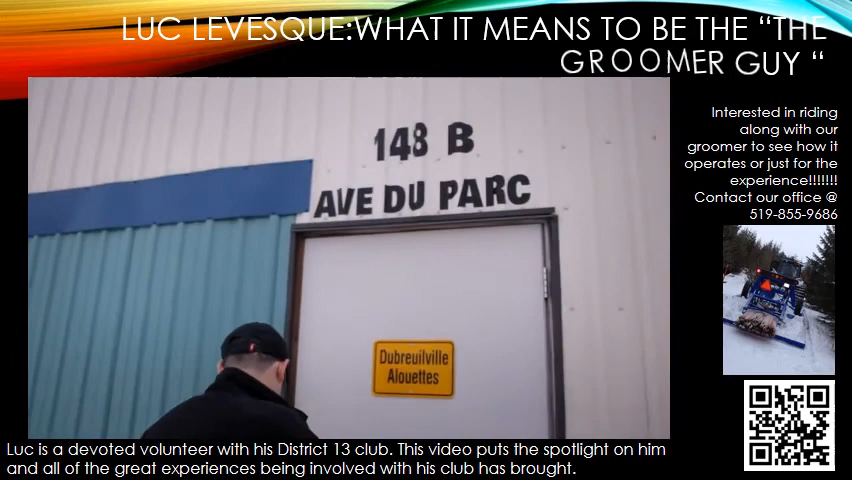 LUC LEVESQUE:WHAT IT MEANS TO BE THE “THE
GROOMER GUY “
148 B
AVE DU PARC
Dubreuilville
Alouettes
Interested in riding
along with our
groomer to see how it
operates or just for the
experience!!!!!!!
Contact our office @
519-855-9686
Luc is a devoted volunteer with his District 13 club. This video puts the spotlight on him
and all of the great experiences being involved with his club has brought.